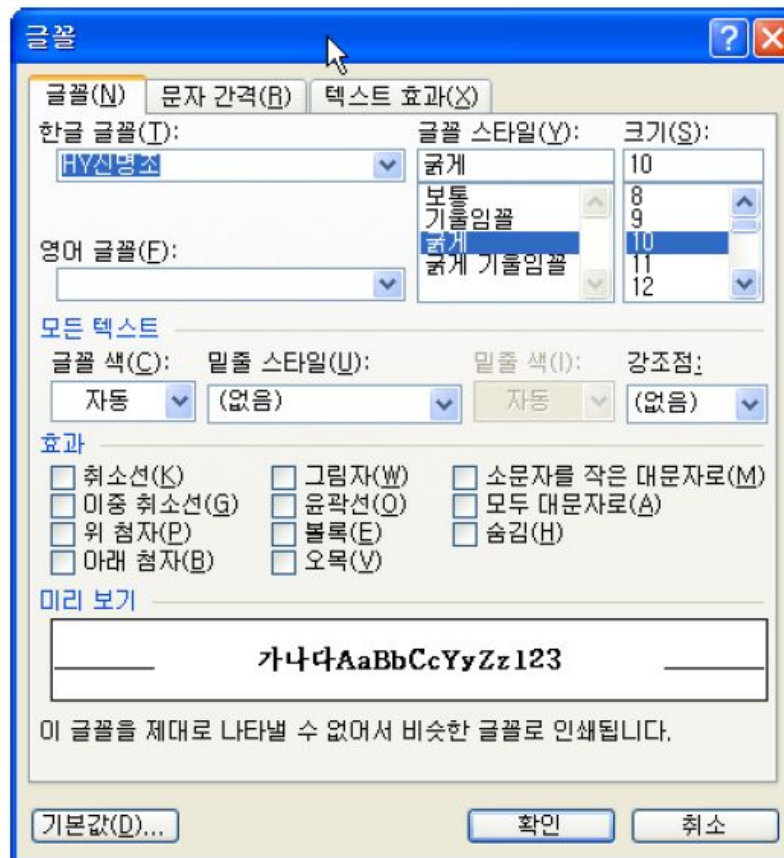 글꼴
글꼴(N) 문자 간격(R) 텍스트 효과(X)
한글 글꼴(T): 글꼴 스타일(Y): 크기(S):
HY신명조 굵게 10
보통 8
기울임꼴 9
굵게 10
영어 글꼴(F): 굵게 기울임꼴 11
12
모든 텍스트
글꼴 색(C): 밑줄 스타일(U): 밑줄 색(I): 강조점:
자동 (없음) 자동 (없음)
효과
취소선(K) 그림자(W) 소문자를 작은 대문자로(M)
이중 취소선(G) 윤곽선(O) 모두 대문자로(A)
위 첨자(P) 볼록(E) 숨김(H)
아래 첨자(B) 오목(V)
미리 보기
가나다AaBbCcYyZz123
이 글꼴을 제대로 나타낼 수 없어서 비슷한 글꼴로 인쇄됩니다.
기본값(D)... 확인 취소